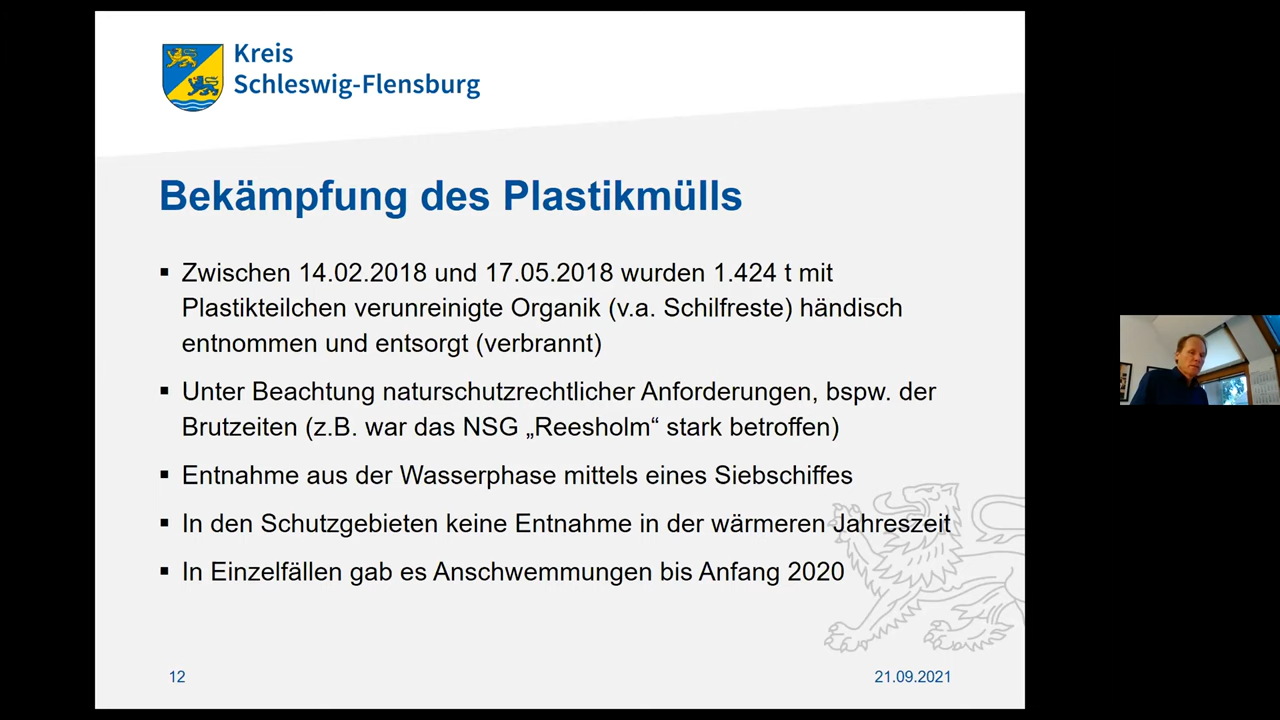 Kreis
Schleswig-Flensburg
Bekämpfung des Plastikmülls
▪ Zwischen 14.02.2018 und 17.05.2018 wurden 1.424 t mit
Plastikteilchen verunreinigte Organik (v.a. Schilfreste) händisch
entnommen und entsorgt (verbrannt)
▪ Unter Beachtung naturschutzrechtlicher Anforderungen, bspw. der
Brutzeiten (z.B. war das NSG „Reesholm“ stark betroffen)
▪ Entnahme aus der Wasserphase mittels eines Siebschiffes
▪ In den Schutzgebieten keine Entnahme in der wärmeren Jahreszeit
▪ In Einzelfällen gab es Anschwemmungen bis Anfang 2020
12
21.09.2021